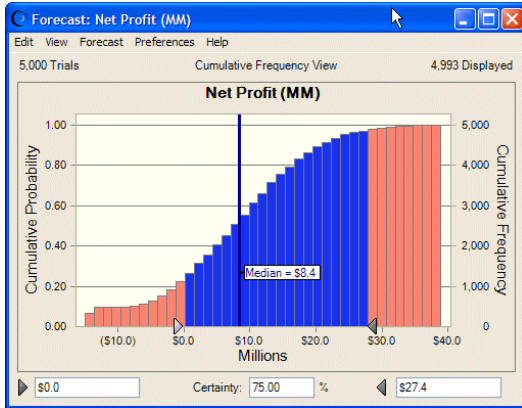 Forecast: Net Profit (MM)
Edit View Forecast Preferences Help
5,000 Trials Cumulative Frequency View 4,993 Displayed
Net Profit (MM)
Cumulative Probability
1.00
0.80
0.60
0.40
0.20
0.00
5,000
4,000
3,000
2,000
1,000
0
Cumulative Frequency
Median = $8.4
($10.0) $0.0 $10.0 $20.0 $30.0 $40.0
Millions
$0.0 Certainty: 75.00 % $27.4